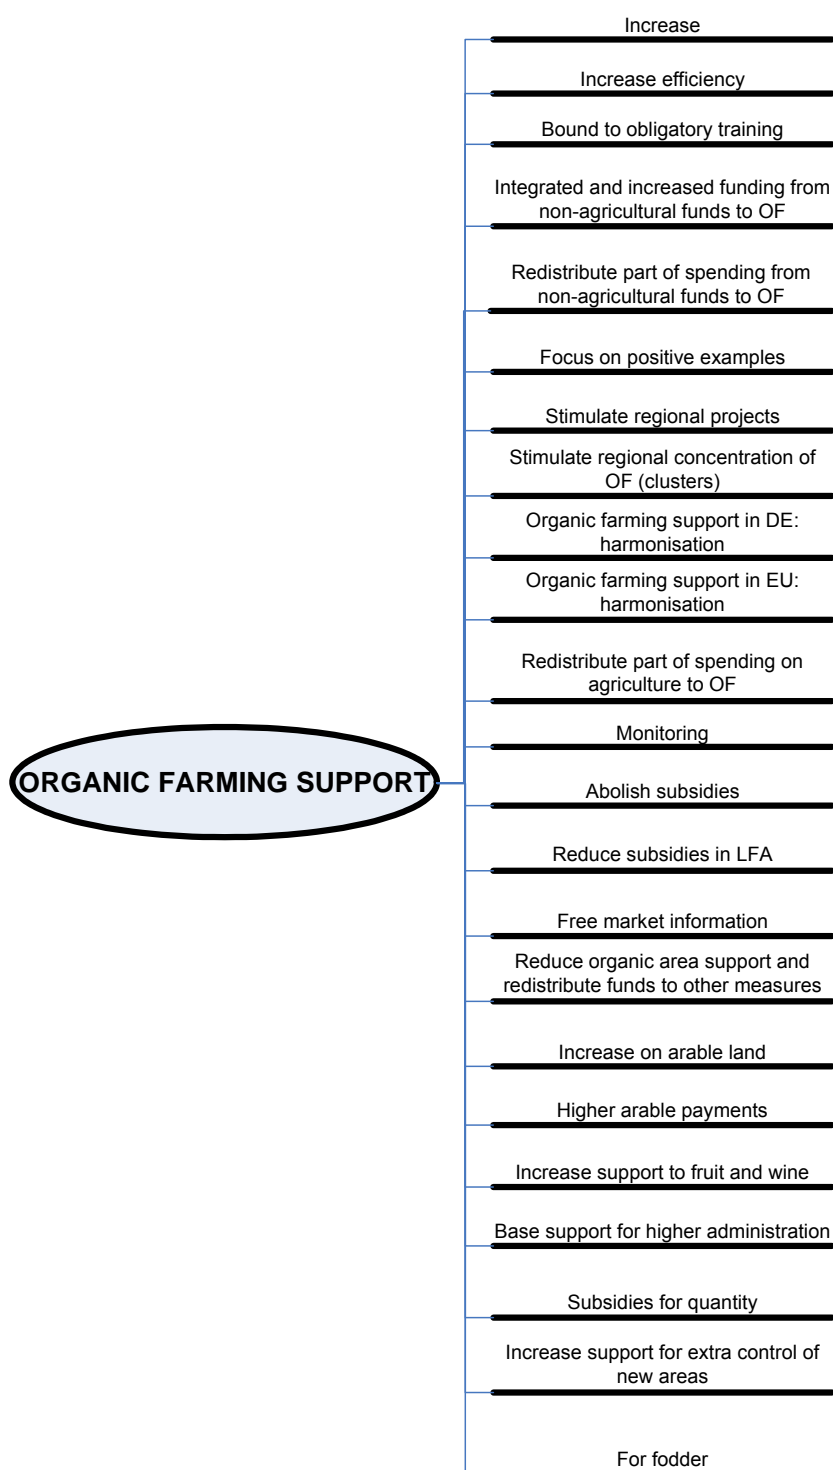 Increase
Increase efficiency
Bound to obligatory training
Integrated and increased funding from
non-agricultural funds to OF
Redistribute part of spending from
non-agricultural funds to OF
Focus on positive examples
Stimulate regional projects
Stimulate regional concentration of
OF (clusters)
Organic farming support in DE:
harmonisation
Organic farming support in EU:
harmonisation
Redistribute part of spending on
agriculture to OF
Monitoring
ORGANIC FARMING SUPPORT
Abolish subsidies
Reduce subsidies in LFA
Free market information
Reduce organic area support and
redistribute funds to other measures
Increase on arable land
Higher arable payments
Increase support to fruit and wine
Base support for higher administration
Subsidies for quantity
Increase support for extra control of
new areas
For fodder